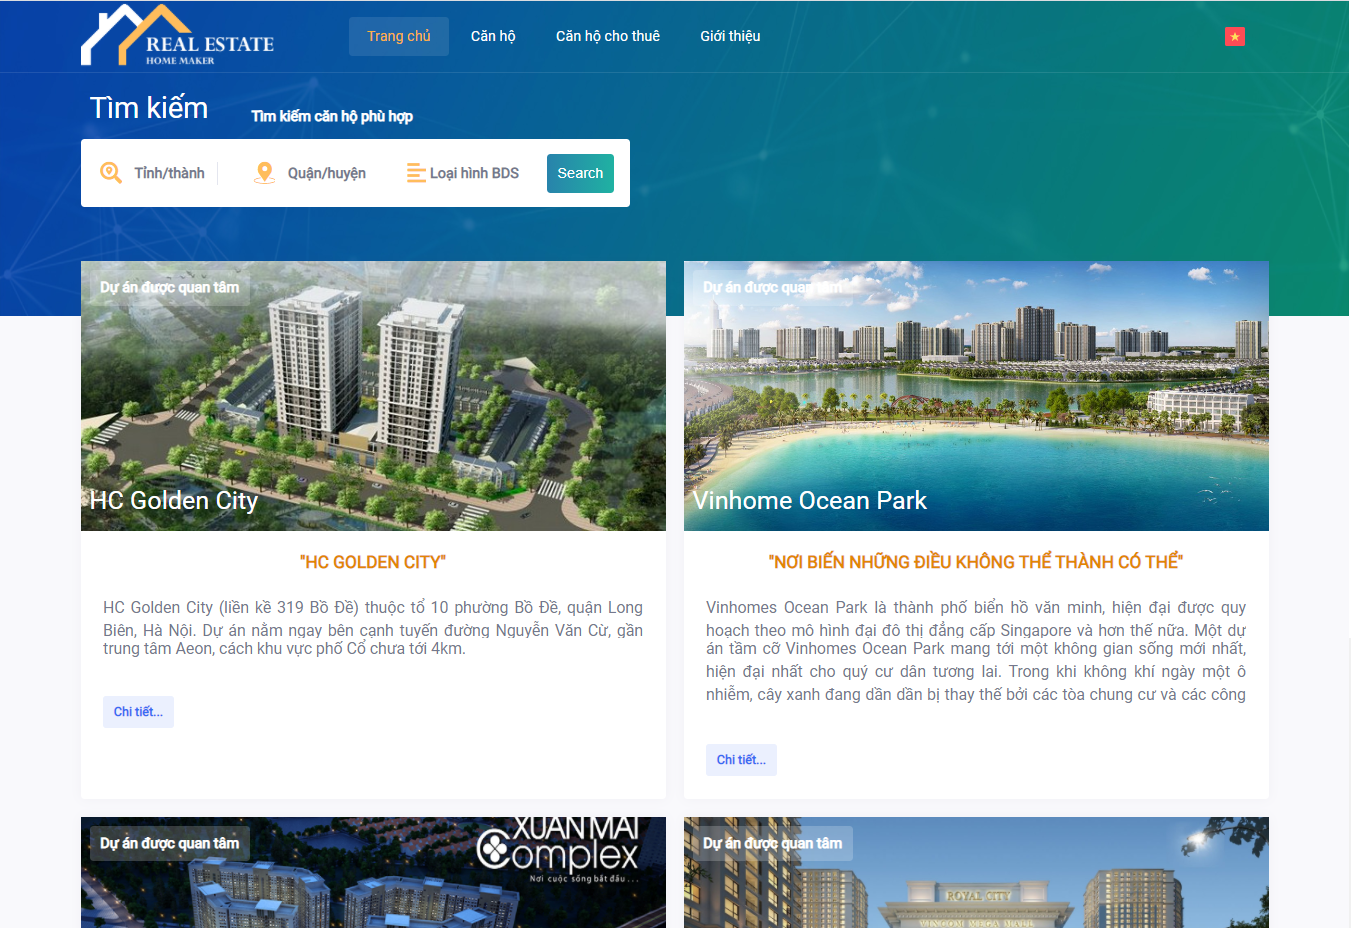 REAL ESTATE
HOME MAKER
Trang chủ
Căn hộ
Căn hộ cho thuê
Giới thiệu
Tìm kiếm
Tìm kiếm căn hộ phù hợp
Tỉnh/thành
Quận/huyện
Loại hình BDS
Search
Dự án được quan tâm
HC Golden City
"HC GOLDEN CITY"
HC Golden City (liền kề 319 Bồ Đề) thuộc tổ 10 phường Bồ Đề, quận Long
Biên, Hà Nội. Dự án nằm ngay bên cạnh tuyến đường Nguyễn Văn Cừ, gần
trung tâm Aeon, cách khu vực phố Cổ chưa tới 4km.
Chi tiết...
Dự án được quan tâm
Vinhome Ocean Park
"NƠI BIẾN NHỮNG ĐIỀU KHÔNG THỂ THÀNH CÓ THỂ"
Vinhomes Ocean Park là thành phố biển hồ văn minh, hiện đại được quy
hoạch theo mô hình đại đô thị đẳng cấp Singapore và hơn thế nữa. Một dự
án tầm cỡ Vinhomes Ocean Park mang tới một không gian sống mới nhất,
hiện đại nhất cho quý cư dân tương lai. Trong khi không khí ngày một ô
nhiễm, cây xanh đang dần dần bị thay thế bởi các tòa chung cư và các công
Chi tiết...
Dự án được quan tâm
XUAN MAI
Complex
Nơi cuộc sống bắt đầu...
Dự án được quan tâm
ROYAL CITY
VINCOM MEGA MALL